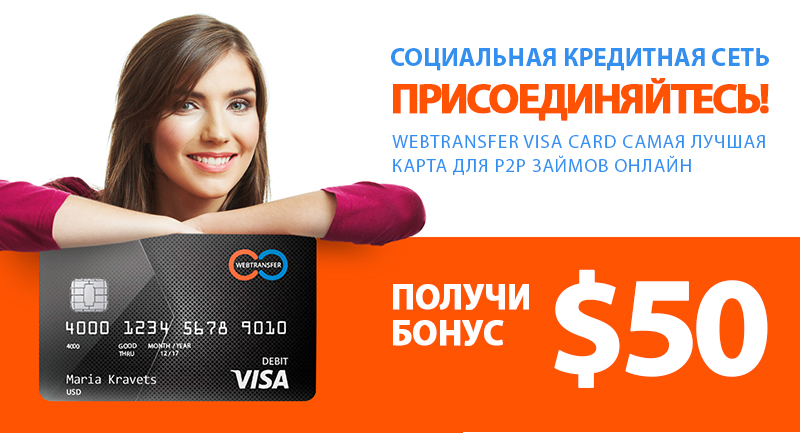 СОЦИАЛЬНАЯ КРЕДИТНАЯ СЕТЬ
ПРИСОЕДИНЯЙТЕСЬ!
WEBTRANSFER VISA CARD САМАЯ ЛУЧШАЯ
КАРТА ДЛЯ P2P ЗАЙМОВ ОНЛАЙН
WEBTRANSFER
4000 1234 5678 9010
4000 GOOD THRU MONTH/YEAR
12/17
DEBIT
Maria Kravets
VISA
USD
ПОЛУЧИ
БОНУС
$50